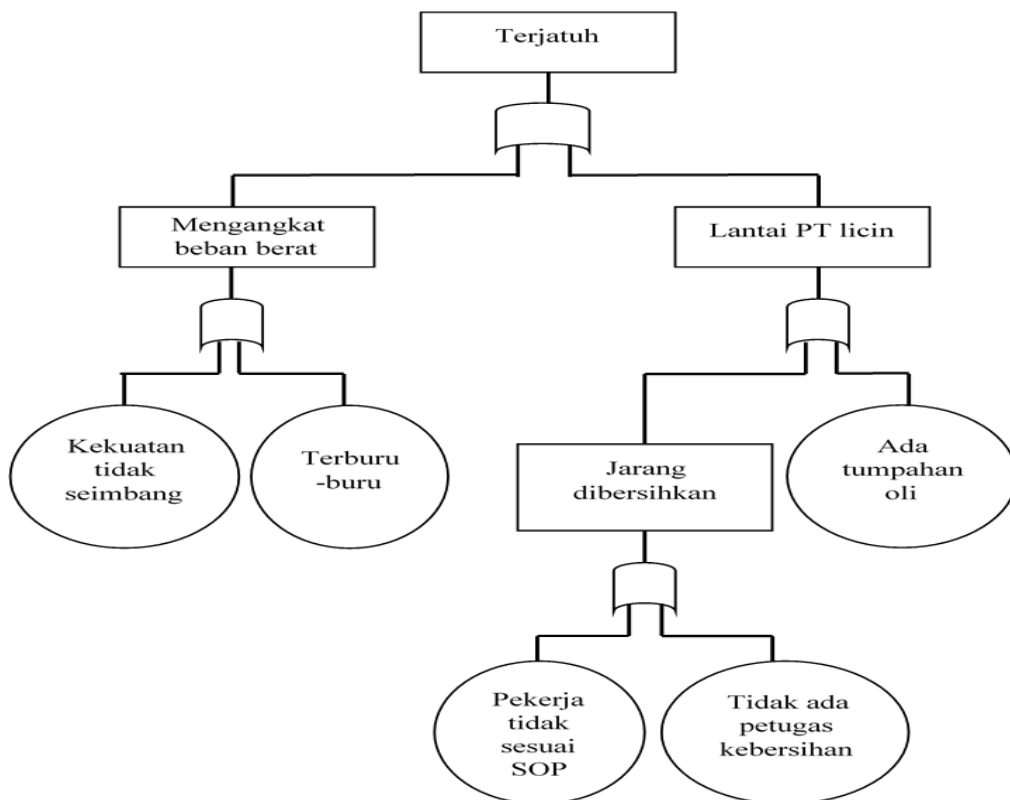 Terjatuh
Mengangkat
beban berat
Lantai PT licin
Kekuatan
tidak
seimbang
Terburu
-buru
Jarang
dibersihkan
Ada
tumpahan
oli
Pekerja
tidak
sesuai
SOP
Tidak ada
petugas
kebersihan